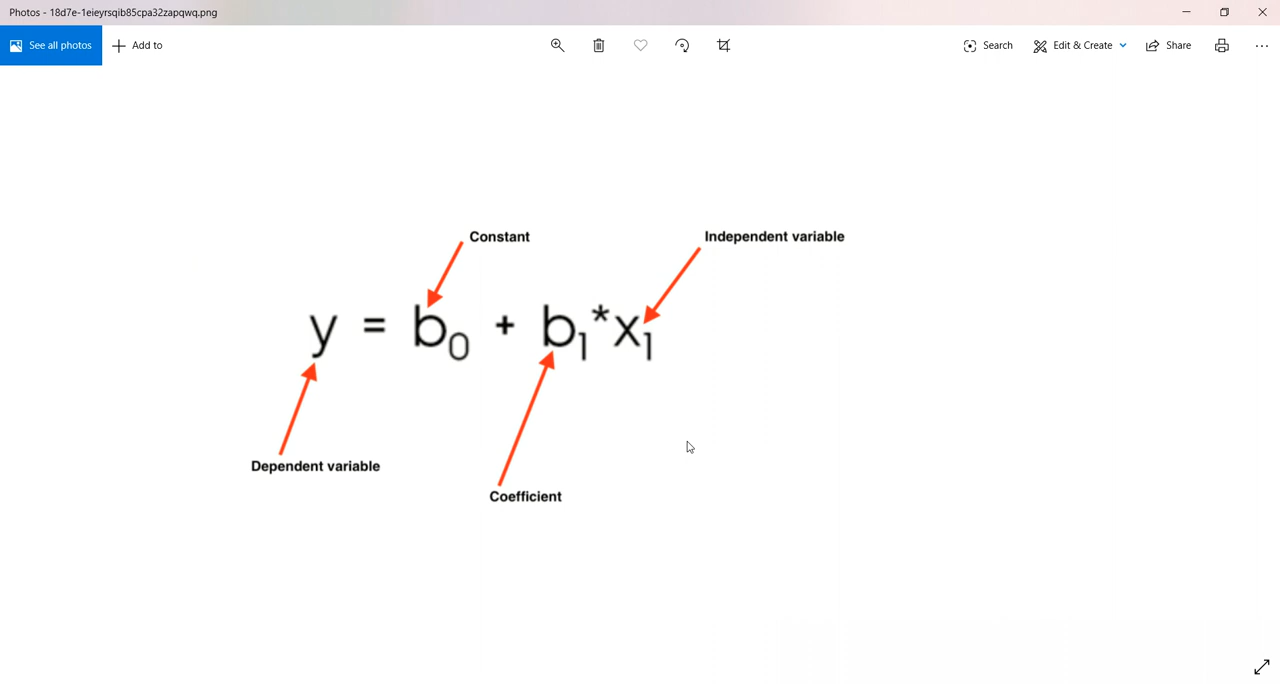 Photos - 18d7e-1eieyrsqib85cpa32zapqwq.png
See all photos
Add to
Search
Edit & Create
Share
Constant
Independent variable
y = b0 + b1*x1
Dependent variable
Coefficient